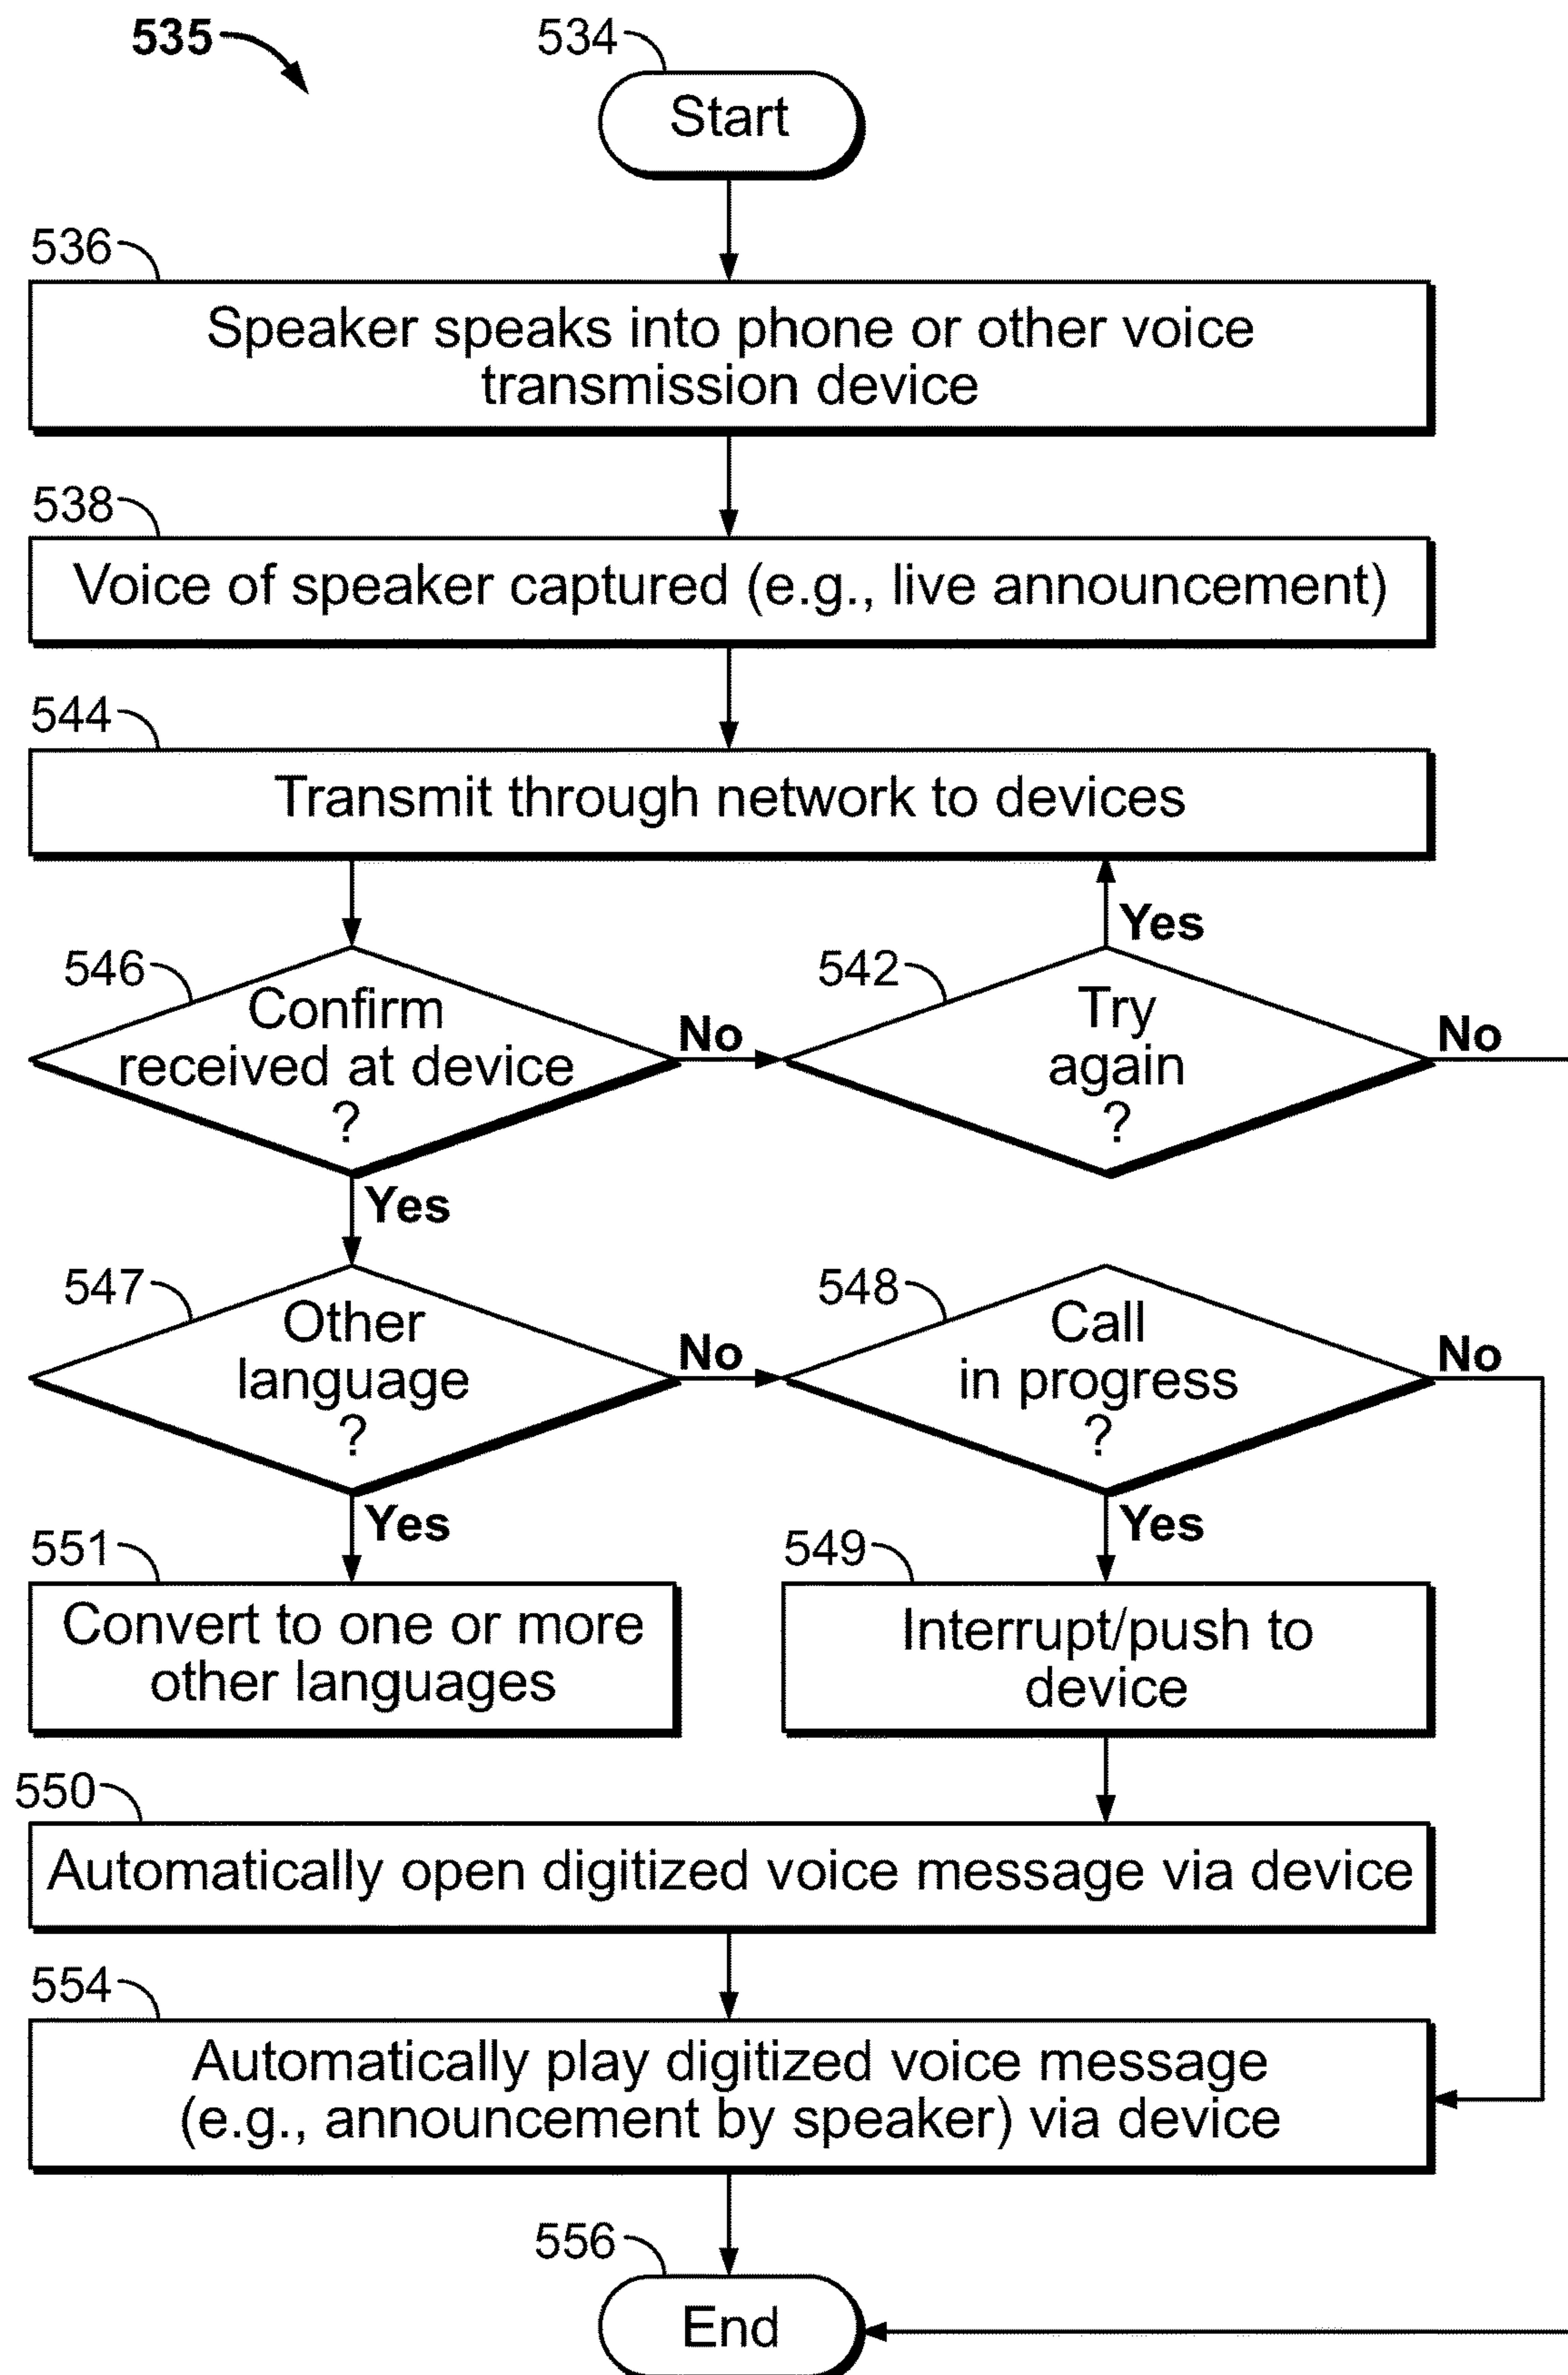 535
534
Start
536
Speaker speaks into phone or other voice
transmission device
538
Voice of speaker captured (e.g., live announcement)
544
Transmit through network to devices
Yes
546
Confirm
received at device
?
No
542
Try
again
?
No
Yes
547
Other
language
?
No
548
Call
in progress
?
No
Yes
Yes
551
Convert to one or more
other languages
549
Interrupt/push to
device
550
Automatically open digitized voice message via device
554
Automatically play digitized voice message
(e.g., announcement by speaker) via device
556
End